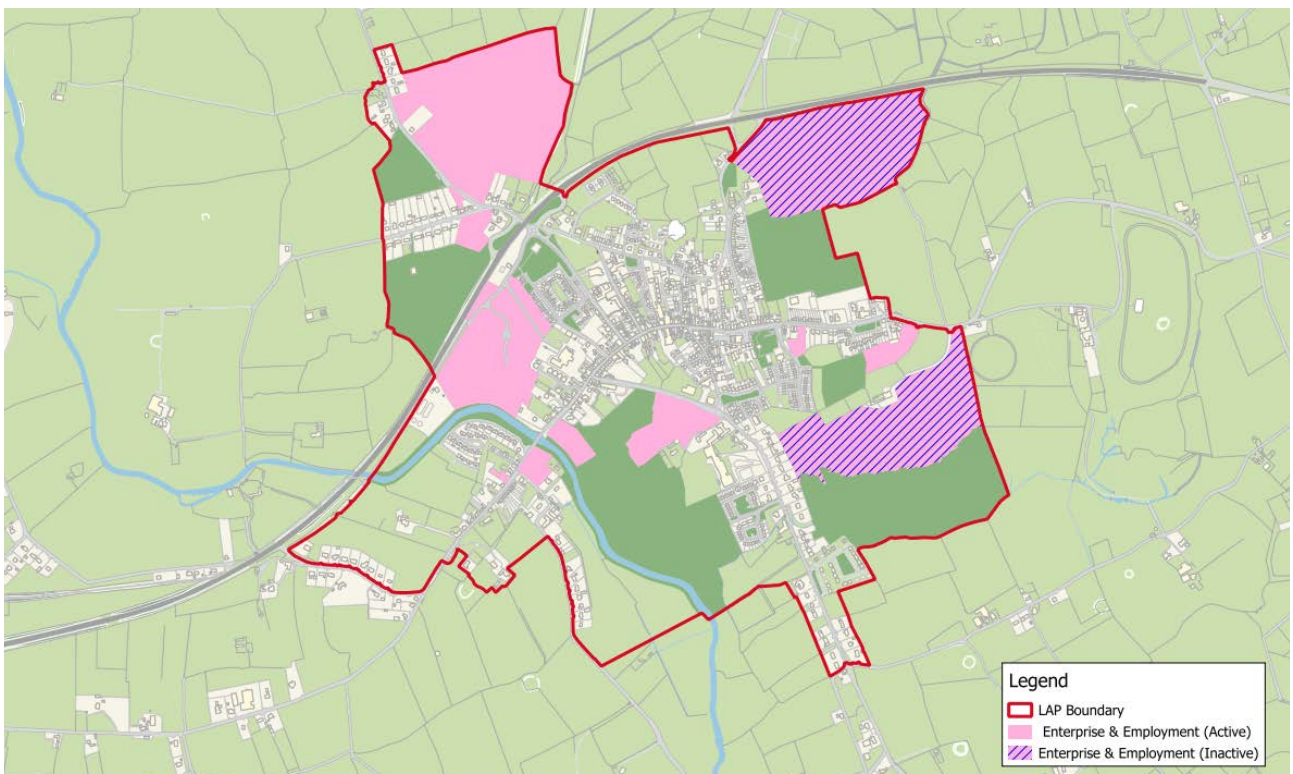 Legend
LAP Boundary
Enterprise & Employment (Active)
Enterprise & Employment (Inactive)